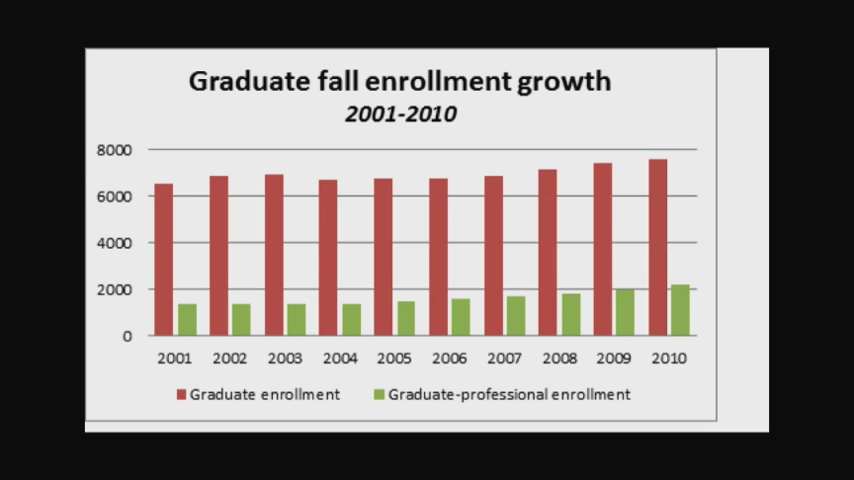 Graduate fall enrollment growth
2001-2010
8000
6000
4000
2000
0
2001 2002 2003 2004 2005 2006 2007 2008 2009 2010
Graduate enrollment Graduate-professional enrollment